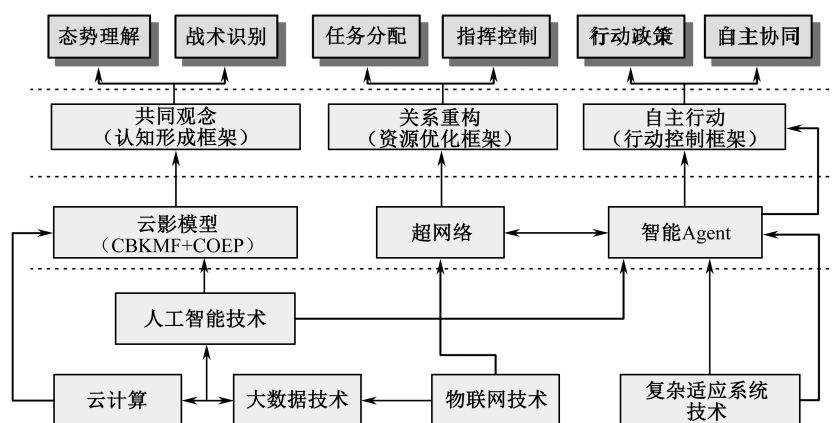 态势理解
战术识别
任务分配
指挥控制
行动政策
自主协同
共同观念
（认知形成框架）
关系重构
（资源优化框架）
自主行动
（行动控制框架）
云影模型
（CBKMF+COEP）
超网络
智能Agent
人工智能技术
云计算
大数据技术
物联网技术
复杂适应系统
技术